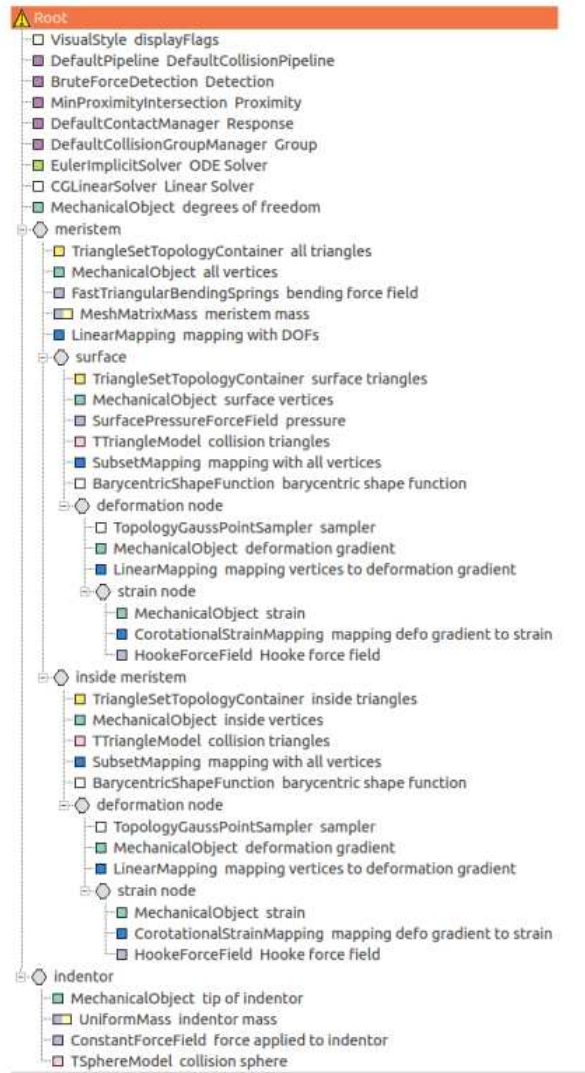 Root
VisualStyle displayFlags
DefaultPipeline DefaultCollisionPipeline
BruteForceDetection Detection
MinProximityIntersection Proximity
DefaultContactManager Response
DefaultCollisionGroupManager Group
EulerImplicitSolver ODE Solver
CGLinearSolver Linear Solver
MechanicalObject degrees of freedom
meristem
TriangleSetTopologyContainer all triangles
MechanicalObject all vertices
FastTriangularBendingSprings bending force field
MeshMatrixMass meristem mass
LinearMapping mapping with DOFs
surface
TriangleSetTopologyContainer surface triangles
MechanicalObject surface vertices
SurfacePressureForceField pressure
TTriangleModel collision triangles
SubsetMapping mapping with all vertices
BarycentricShapeFunction barycentric shape function
deformation node
TopologyGaussPointSampler sampler
MechanicalObject deformation gradient
LinearMapping mapping vertices to deformation gradient
strain node
MechanicalObject strain
CorotationalStrainMapping mapping defo gradient to strain
HookeForceField Hooke force field
inside meristem
TriangleSetTopologyContainer inside triangles
MechanicalObject inside vertices
TTriangleModel collision triangles
SubsetMapping mapping with all vertices
BarycentricShapeFunction barycentric shape function
deformation node
TopologyGaussPointSampler sampler
MechanicalObject deformation gradient
LinearMapping mapping vertices to deformation gradient
strain node
MechanicalObject strain
CorotationalStrainMapping mapping defo gradient to strain
HookeForceField Hooke force field
indentor
MechanicalObject tip of indentor
UniformMass indentor mass
ConstantForceField force applied to indentor
TSphereModel collision sphere